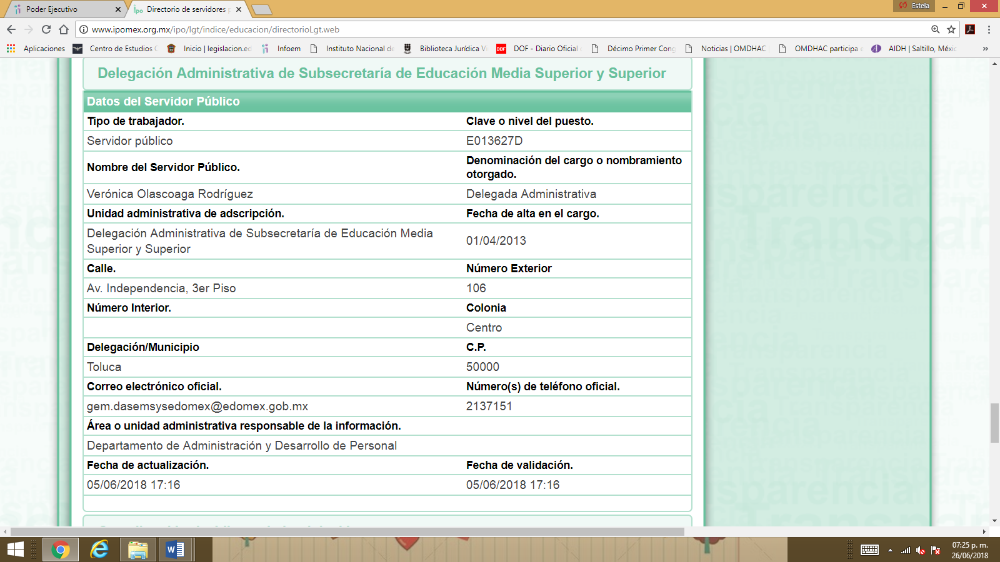 Poder Ejecutivo
Directorio de servidores p
Estela
www.ipomex.org.mx/ipo/lgt/indice/educacion/directorioLgt.web
Aplicaciones
Centro de Estudios C
Inicio | legislacion.ed
Infoem
Instituto Nacional de
Biblioteca Jurídica Vi
DOF - Diario Oficial
Décimo Primer Cong
Noticias | OMDHAC
OMDHAC participa e
AIDH | Saltillo, Méxic
Delegación Administrativa de Subsecretaría de Educación Media Superior y Superior
Datos del Servidor Público
Tipo de trabajador. Clave o nivel del puesto.
Servidor público E013627D
Nombre del Servidor Público. Denominación del cargo o nombramiento
otorgado.
Verónica Olascoaga Rodríguez Delegada Administrativa
Unidad administrativa de adscripción. Fecha de alta en el cargo.
Delegación Administrativa de Subsecretaría de Educación Media
Superior y Superior
01/04/2013
Calle. Número Exterior
Av. Independencia, 3er Piso 106
Número Interior. Colonia
Centro
Delegación/Municipio C.P.
Toluca 50000
Correo electrónico oficial. Número(s) de teléfono oficial.
gem.dasemsysedomex@edomex.gob.mx 2137151
Área o unidad administrativa responsable de la información.
Departamento de Administración y Desarrollo de Personal
Fecha de actualización. Fecha de validación.
05/06/2018 17:16 05/06/2018 17:16
07:25 p. m.
26/06/2018